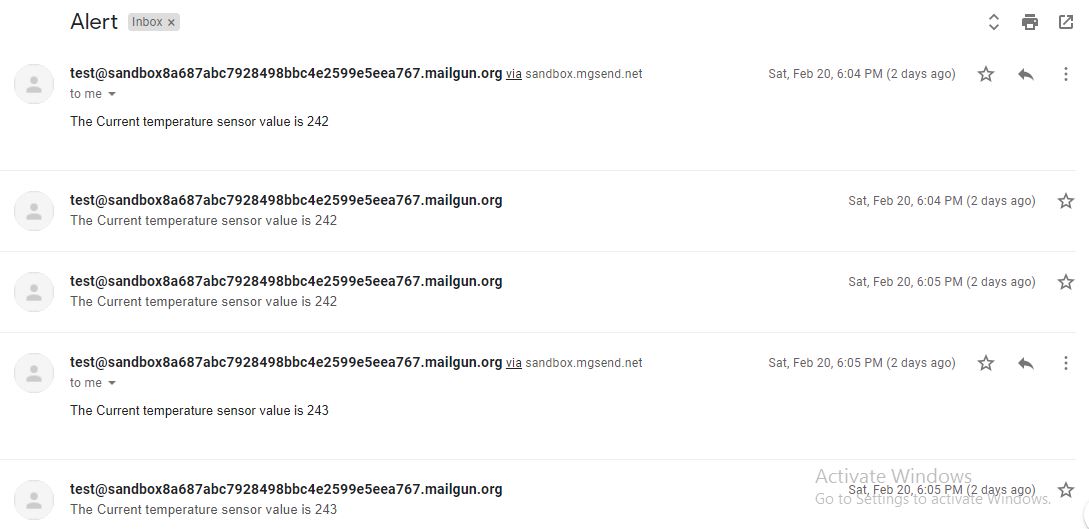 Alert Inbox x
test@sandbox8a687abc7928498bbc4e2599e5eea767.mailgun.org via sandbox.mgsend.net Sat, Feb 20, 6:04 PM (2 days ago)
to me
The Current temperature sensor value is 242
test@sandbox8a687abc7928498bbc4e2599e5eea767.mailgun.org Sat, Feb 20, 6:04 PM (2 days ago)
The Current temperature sensor value is 242
test@sandbox8a687abc7928498bbc4e2599e5eea767.mailgun.org Sat, Feb 20, 6:05 PM (2 days ago)
The Current temperature sensor value is 242
test@sandbox8a687abc7928498bbc4e2599e5eea767.mailgun.org via sandbox.mgsend.net Sat, Feb 20, 6:05 PM (2 days ago)
to me
The Current temperature sensor value is 243
Activate Windows
test@sandbox8a687abc7928498bbc4e2599e5eea767.mailgun.org Sat, Feb 20, 6:05 PM (2 days ago)
Go to Settings to activate Windows.
The Current temperature sensor value is 243